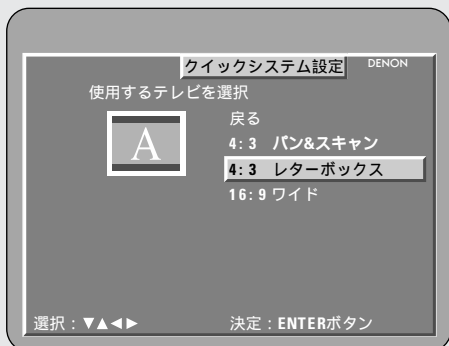 クイックシステム設定 DENON
使用するテレビを選択
A
戻る
4:3 パン&スキャン
4:3 レターボックス
16:9 ワイド
選択:▼▲◀▶ 決定:ENTERボタン